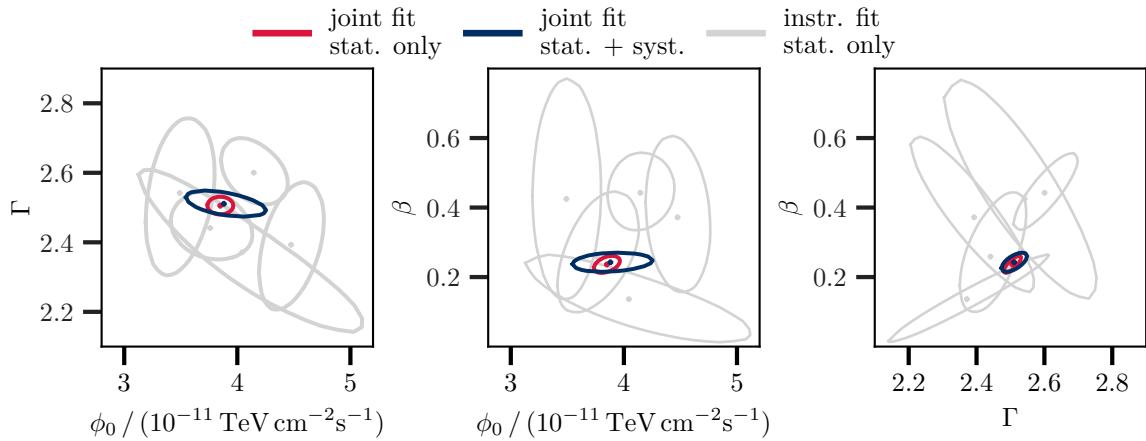 joint fit
stat. only
joint fit
stat. + syst.
instr. fit
stat. only
2.8
2.6
2.4
2.2
Γ
3 4 5
ϕ₀ / (10⁻¹¹ TeV cm⁻²s⁻¹)
0.6
0.4
0.2
β
3 4 5
ϕ₀ / (10⁻¹¹ TeV cm⁻²s⁻¹)
0.6
0.4
0.2
β
2.2 2.4 2.6 2.8
Γ